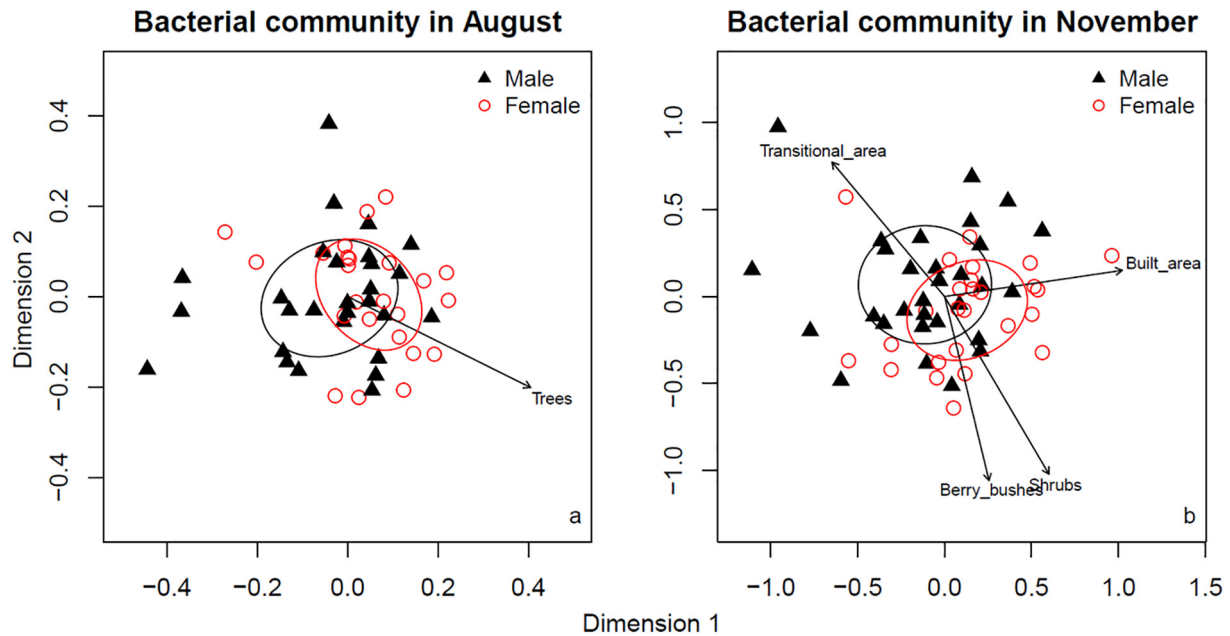 Bacterial community in August
Bacterial community in November
Male
Female
0.4
0.2
0.0
−0.2
−0.4
Dimension 2
Trees
a
−0.4
−0.2
0.0
0.2
0.4
Male
Female
1.0
0.5
0.0
−0.5
−1.0
Transitional_area
Built_area
Berry_bushes
Shrubs
b
−1.0
−0.5
0.0
0.5
1.0
1.5
Dimension 1